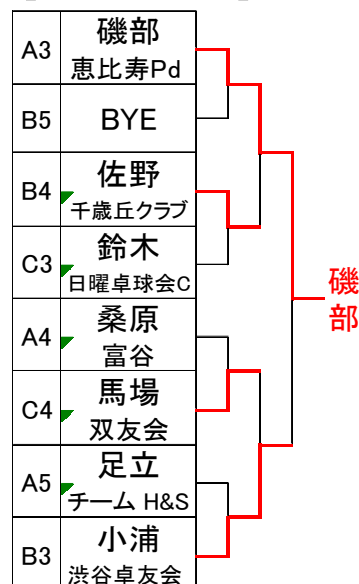 A3
磯部
恵比寿Pd
B5
BYE
B4
佐野
千歳丘クラブ
C3
鈴木
日曜卓球会C
A4
桑原
富谷
C4
馬場
双友会
A5
足立
チーム H&S
B3
小浦
渋谷卓友会
磯
部